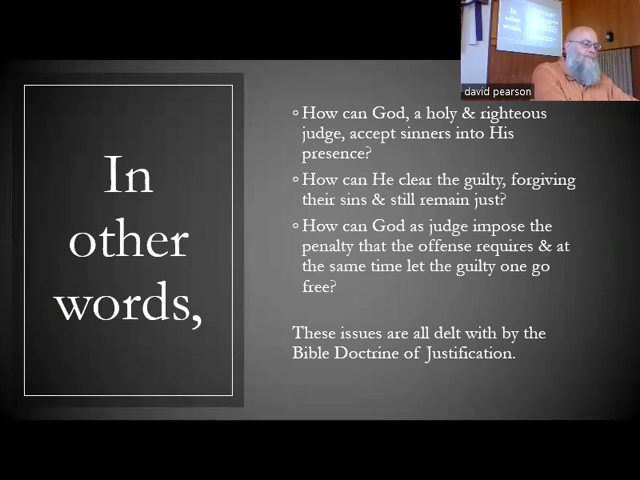 In
other
words,
david pearson
In
other
words,
◦ How can God, a holy & righteous
judge, accept sinners into His
presence?
◦ How can He clear the guilty, forgiving
their sins & still remain just?
◦ How can God as judge impose the
penalty that the offense requires & at
the same time let the guilty one go
free?
These issues are all delt with by the
Bible Doctrine of Justification.